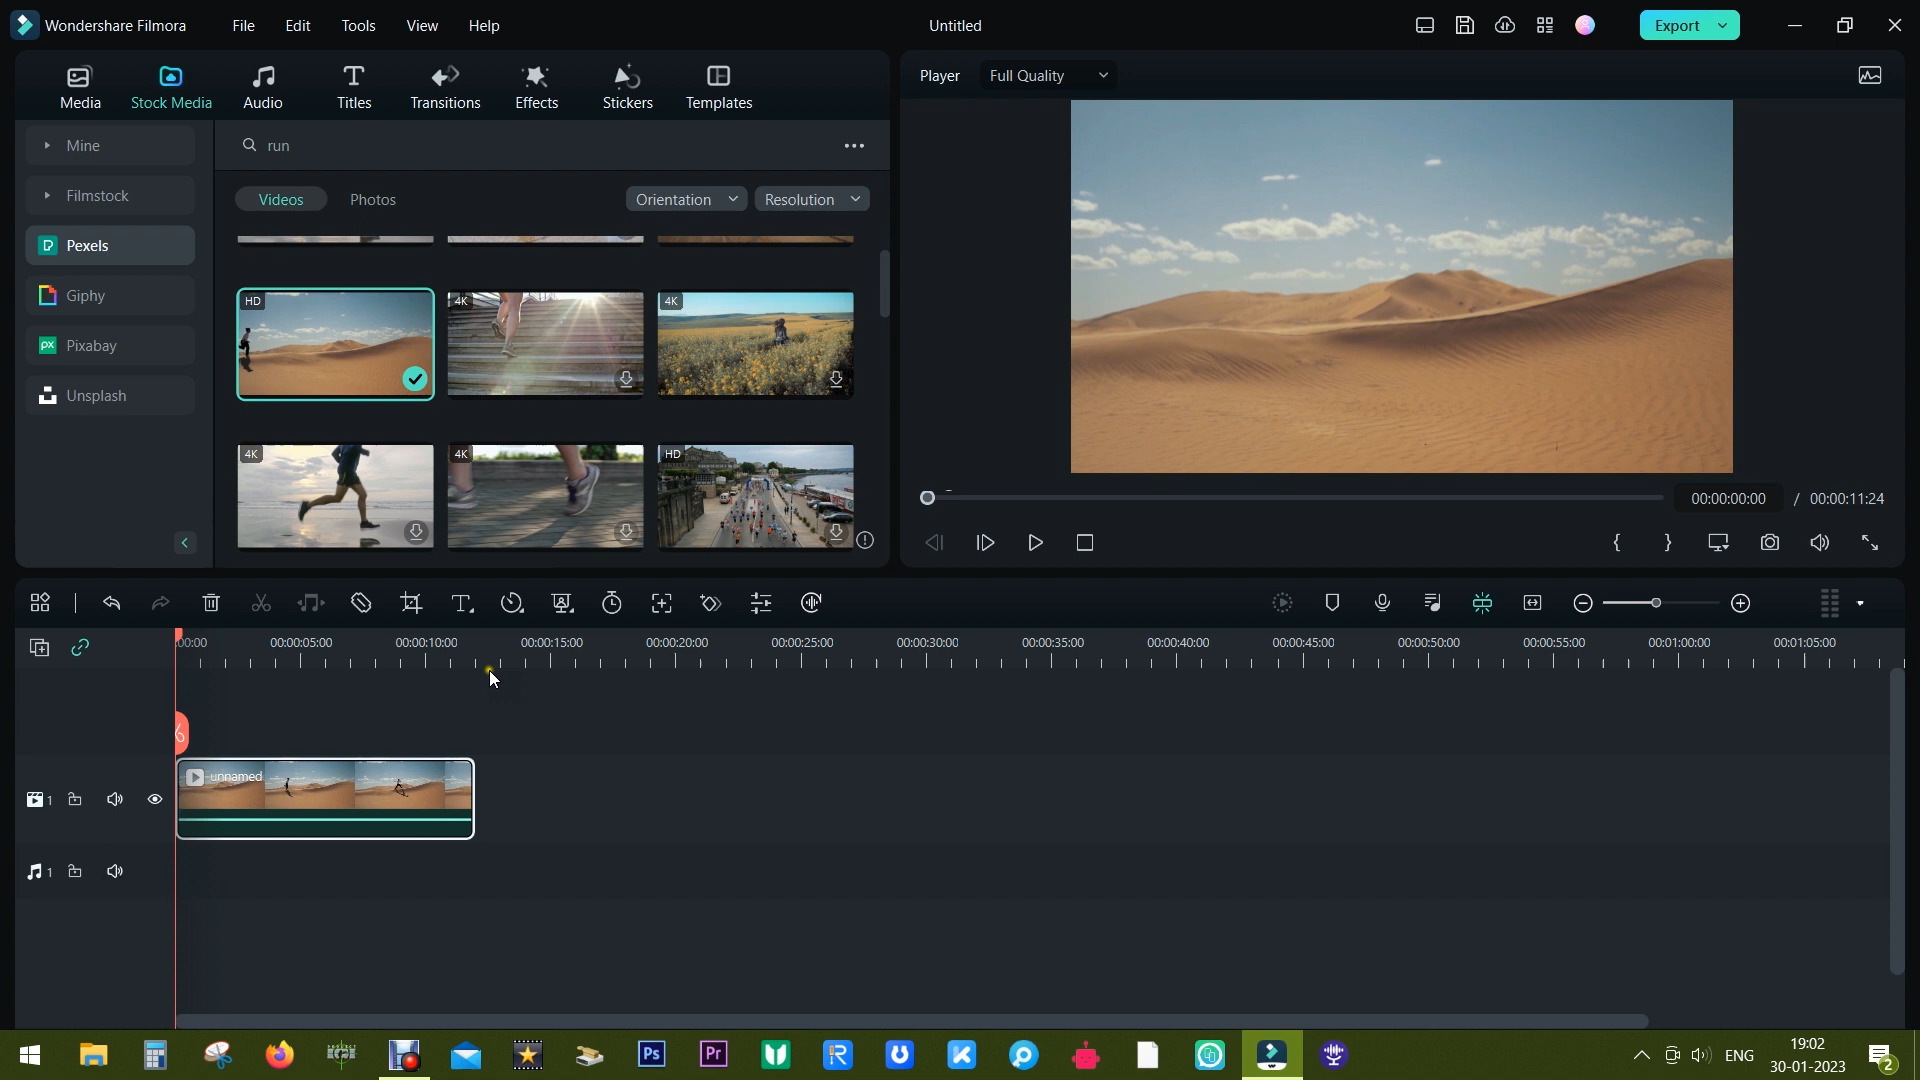 Wondershare Filmora
File
Edit
Tools
View
Help
Untitled
Export
Media
Stock Media
Audio
Titles
Transitions
Effects
Stickers
Templates
Player
Full Quality
Mine
Filmstock
Pexels
Giphy
Pixabay
Unsplash
run
Videos
Photos
Orientation
Resolution
HD
4K
4K
4K
4K
HD
00:00:00:00 / 00:00:11:24
:00:00
00:00:05:00
00:00:10:00
00:00:15:00
00:00:20:00
00:00:25:00
00:00:30:00
00:00:35:00
00:00:40:00
00:00:45:00
00:00:50:00
00:00:55:00
00:01:00:00
00:01:05:00
unnamed
1
1
Ps
Pr
ENG
19:02
30-01-2023
2